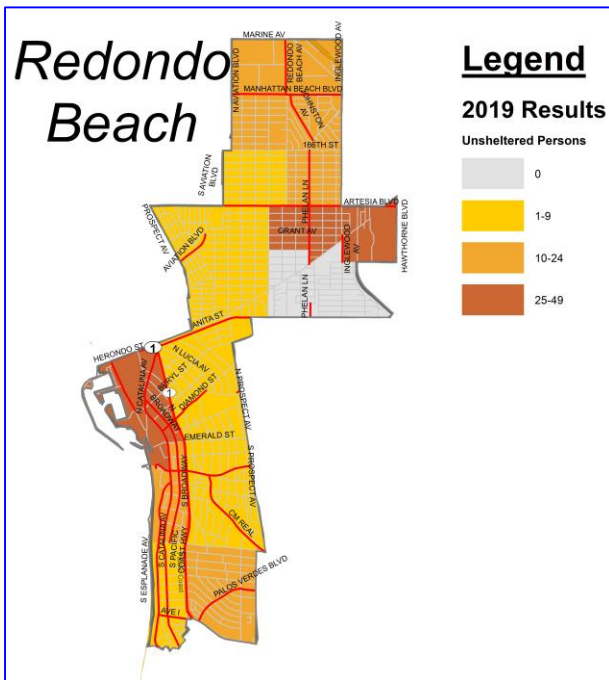 Redondo
Beach
MARINE AV
N AVIATION BLVD
REDONDO
BEACH AV
INGLEWOOD AV
MANHATTAN BEACH BLVD
JOHNSTON
AV
166TH ST
S AVIATION
BLVD
PHELAN LN
ARTESIA BLVD
PROSPECT AV
AVIATION BLVD
GRANT AV
INGLEWOOD
AV
HAWTHORNE BLVD
PHELAN LN
ANITA ST
HERONDO ST
1
N LUCIA AV
N CATALINA AV
BERYL ST
N
BROADWAY
1
DIAMOND ST
N PROSPECT AV
EMERALD ST
S BROADWAY
S PROSPECT AV
CM REAL
S ESPLANADE AV
S CATALINA AV
S PACIFIC
COAST HWY
PALOS VERDES BLVD
AVE I
Legend
2019 Results
Unsheltered Persons
0
1-9
10-24
25-49